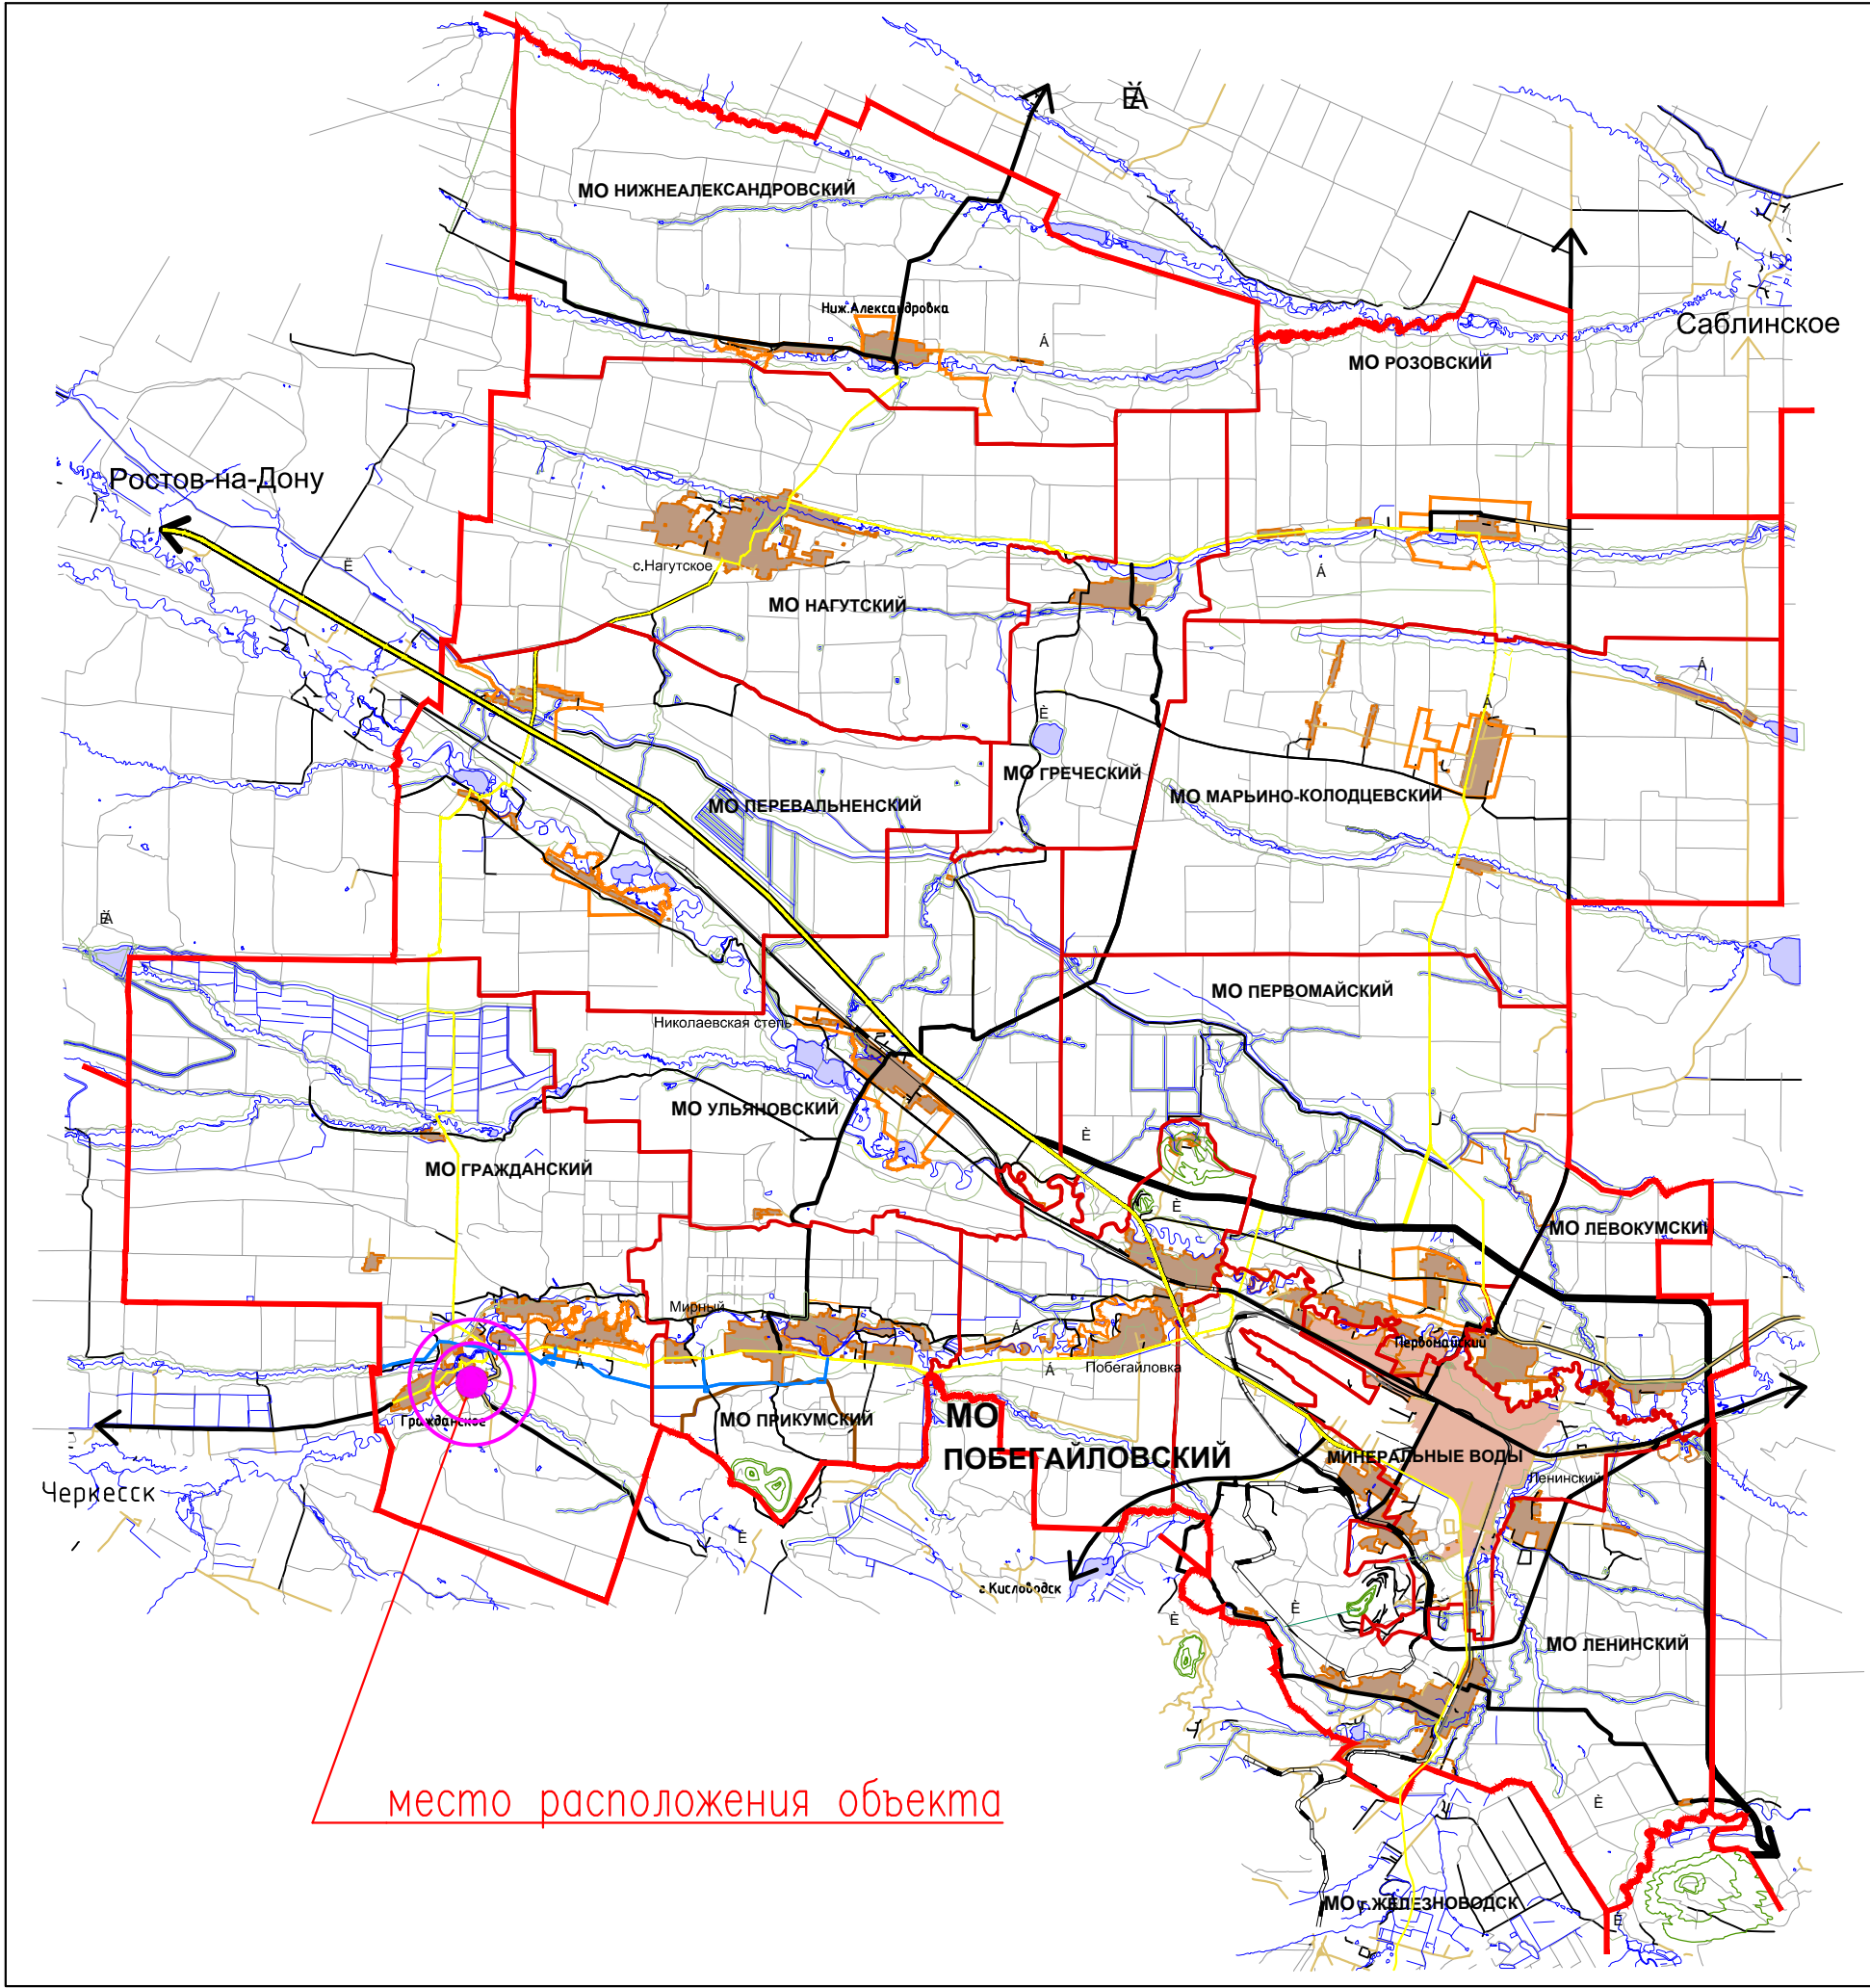 ЁӒ
МО НИЖНЕАЛЕКСАНДРОВСКИЙ
Ниж.Александровка
Á
Саблинское
МО РОЗОВСКИЙ
Ростов-на-Дону
Ё
с.Нагутское
Á
МО НАГУТСКИЙ
Á
Á
È
МО ГРЕЧЕСКИЙ
МО МАРЬИНО-КОЛОДЦЕВСКИЙ
МО ПЕРЕВАЛЬНЕНСКИЙ
МО ПЕРВОМАЙСКИЙ
Николаевская степь
МО УЛЬЯНОВСКИЙ
È
МО ГРАЖДАНСКИЙ
È
МО ЛЕВОКУМСКИЙ
Мирный
Á
Первомайский
Á
Á
Побегайловка
Гражданское
МО ПРИКУМСКИЙ
МО
ПОБЕГАЙЛОВСКИЙ
МИНЕРАЛЬНЫЕ ВОДЫ
Ленинский
Черкесск
È
г.Кисловодск
È
È
МО ЛЕНИНСКИЙ
место расположения объекта
È
МО г.ЖЕЛЕЗНОВОДСК
È